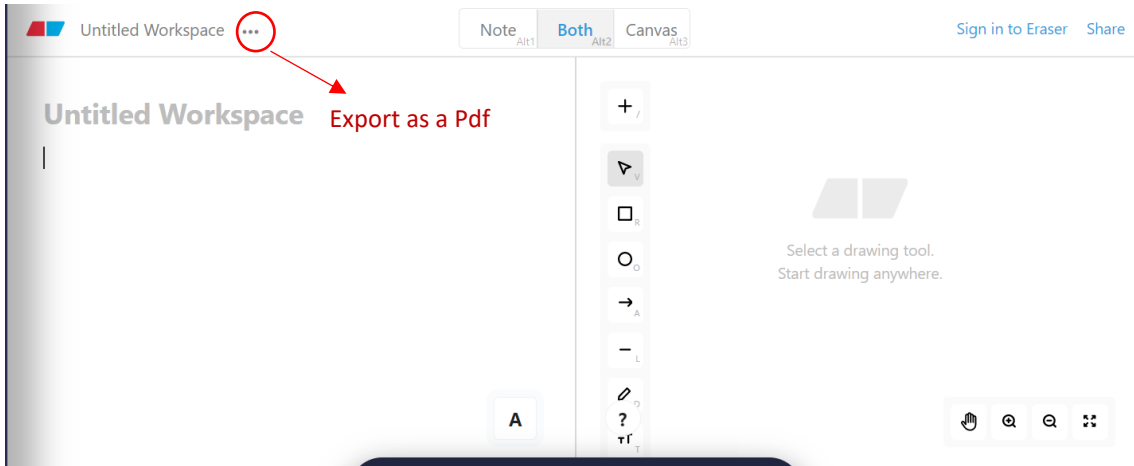 Untitled Workspace •••
Note Alt1 Both Alt2 Canvas Alt3
Sign in to Eraser Share
Untitled Workspace
Export as a Pdf
+ /
V
R
O
A
L
D
T
A
?
Select a drawing tool.
Start drawing anywhere.